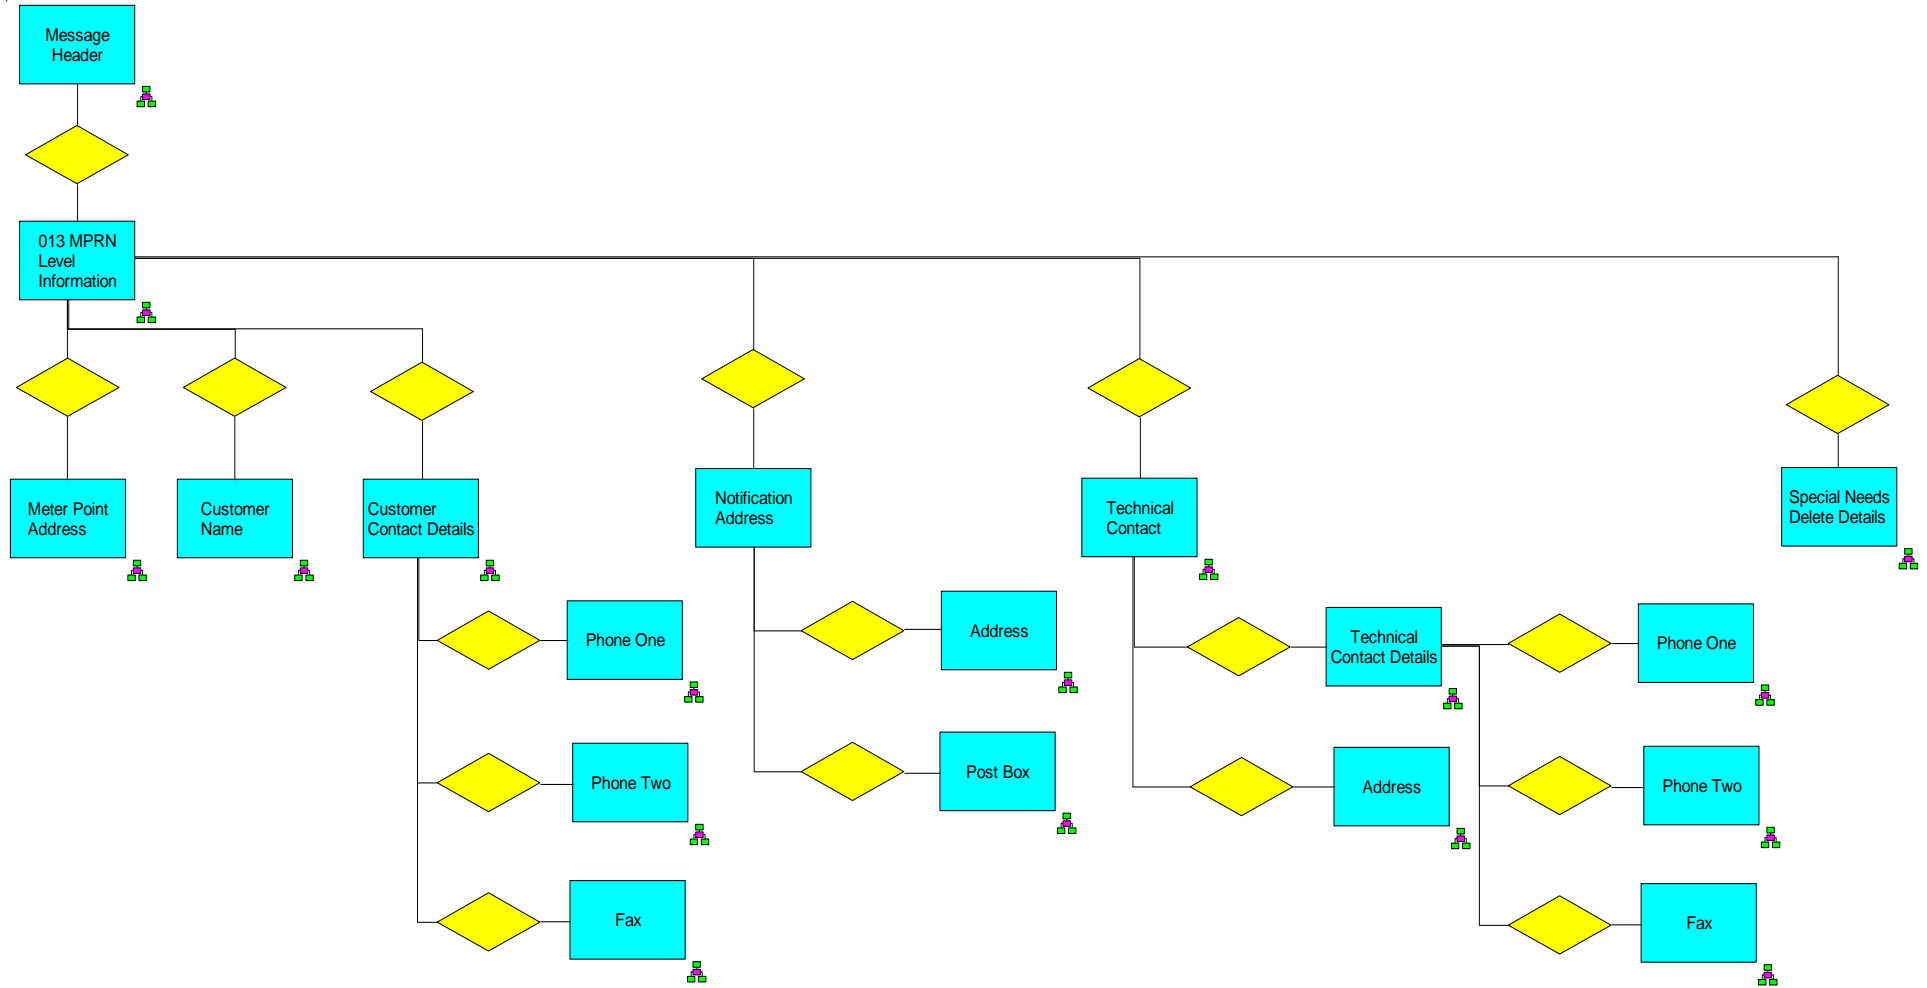 Message
Header
013 MPRN
Level
Information
Meter Point
Address
Customer
Name
Customer
Contact Details
Notification
Address
Technical
Contact
Special Needs
Delete Details
Phone One
Address
Technical
Contact Details
Phone One
Phone Two
Post Box
Address
Phone Two
Fax
Fax